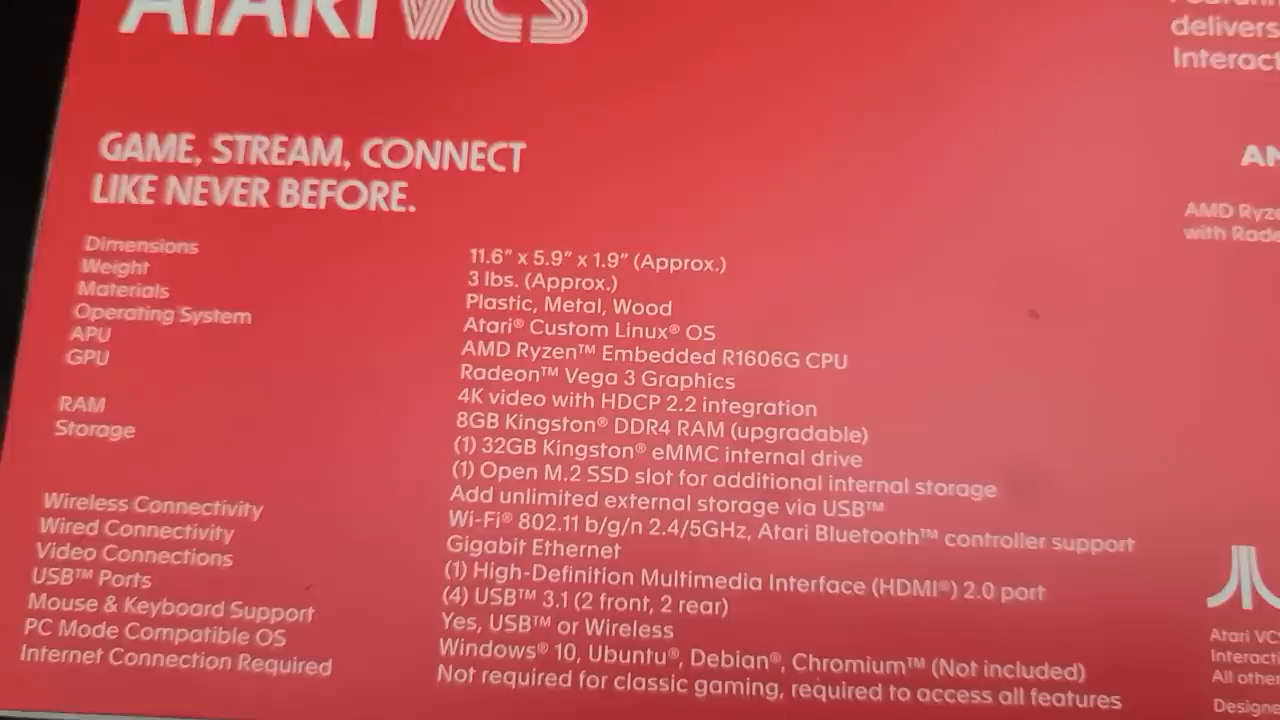 ATARI VCS
delivers
Interact
GAME, STREAM, CONNECT
LIKE NEVER BEFORE.
AMD Ryz
with Rade
Dimensions 11.6" x 5.9" x 1.9" (Approx.)
Weight 3 lbs. (Approx.)
Materials Plastic, Metal, Wood
Operating System Atari® Custom Linux® OS
APU AMD Ryzen™ Embedded R1606G CPU
GPU Radeon™ Vega 3 Graphics
4K video with HDCP 2.2 integration
RAM 8GB Kingston® DDR4 RAM (upgradable)
Storage (1) 32GB Kingston® eMMC internal drive
(1) Open M.2 SSD slot for additional internal storage
Add unlimited external storage via USB™
Wireless Connectivity Wi-Fi® 802.11 b/g/n 2.4/5GHz, Atari Bluetooth™ controller support
Wired Connectivity Gigabit Ethernet
Video Connections (1) High-Definition Multimedia Interface (HDMI®) 2.0 port
USB™ Ports (4) USB™ 3.1 (2 front, 2 rear)
Mouse & Keyboard Support Yes, USB™ or Wireless
PC Mode Compatible OS Windows® 10, Ubuntu®, Debian®, Chromium™ (Not included)
Internet Connection Required Not required for classic gaming, required to access all features
Atari VC
Interacti
All other
Designe